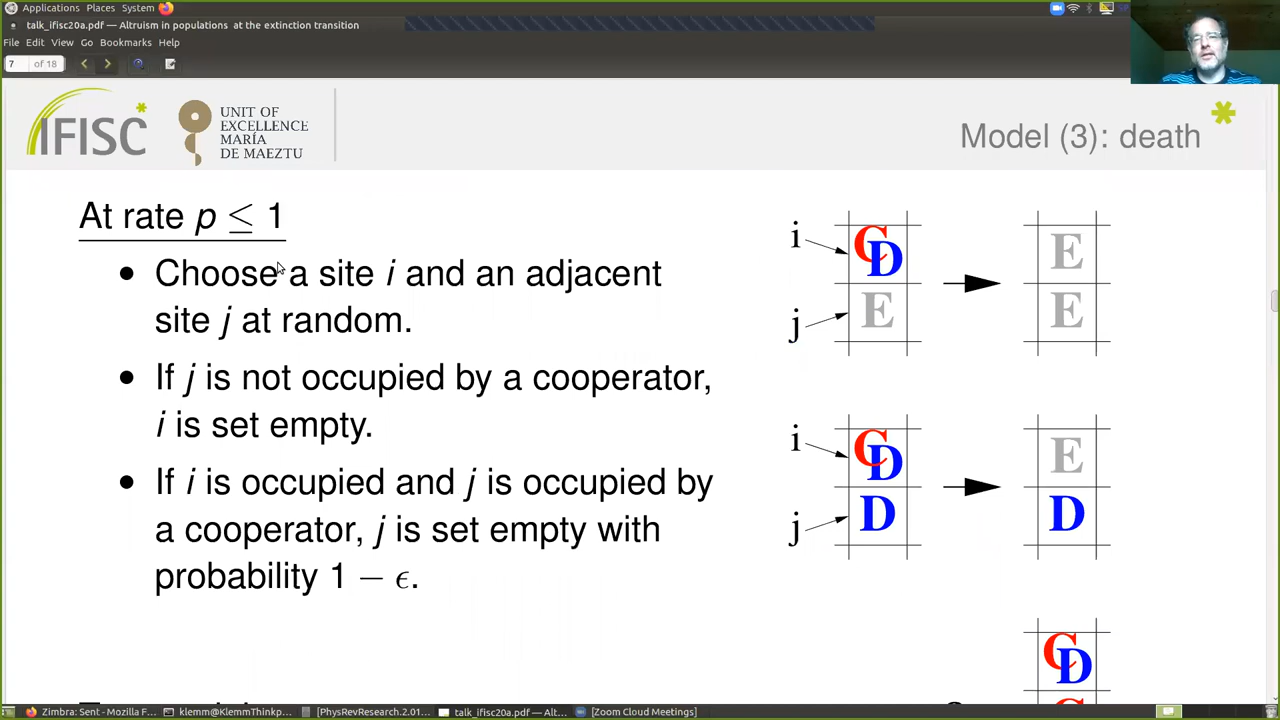 Applications Places System
talk_ifisc20a.pdf — Altruism in populations at the extinction transition
File Edit View Go Bookmarks Help
7 of 18
IFISC
UNIT OF
EXCELLENCE
MARÍA
DE MAEZTU
Model (3): death
At rate p ≤ 1
• Choose a site i and an adjacent
site j at random.
• If j is not occupied by a cooperator,
i is set empty.
• If i is occupied and j is occupied by
a cooperator, j is set empty with
probability 1 − ϵ.
i
C D
E
E
j
E
i
C D
E
j
D
D
C D
Zimbra: Sent - Mozilla F...
klemm@KlemmThinkp...
[PhysRevResearch.2.01...
talk_ifisc20a.pdf — Alt...
[Zoom Cloud Meetings]